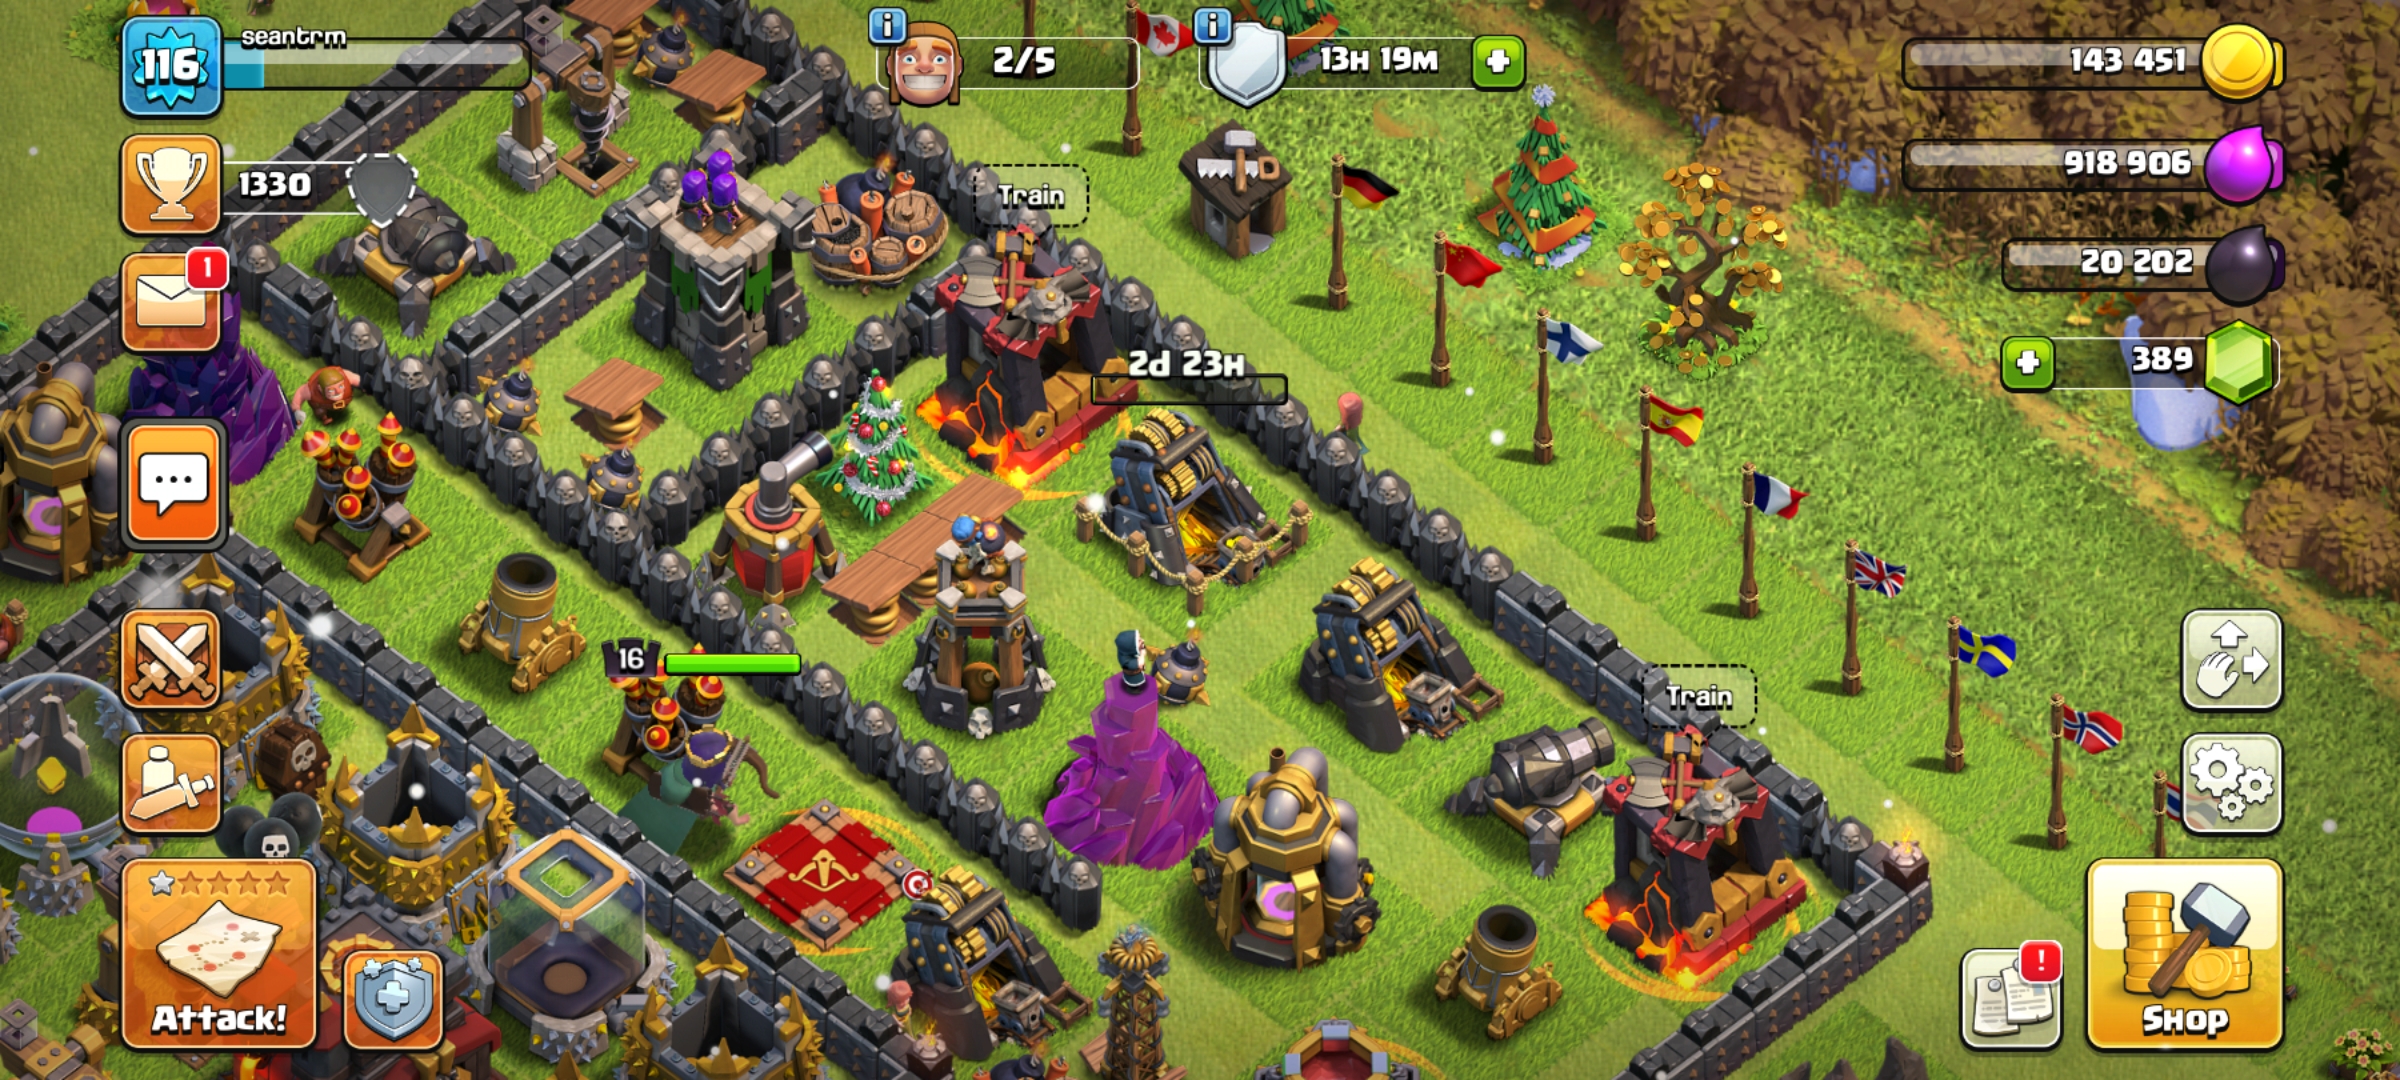 seantrm
116
2/5
13H 19M
143 451
1330
Train
918 906
1
20 202
2d 23H
389
16
Train
Attack!
!
Shop